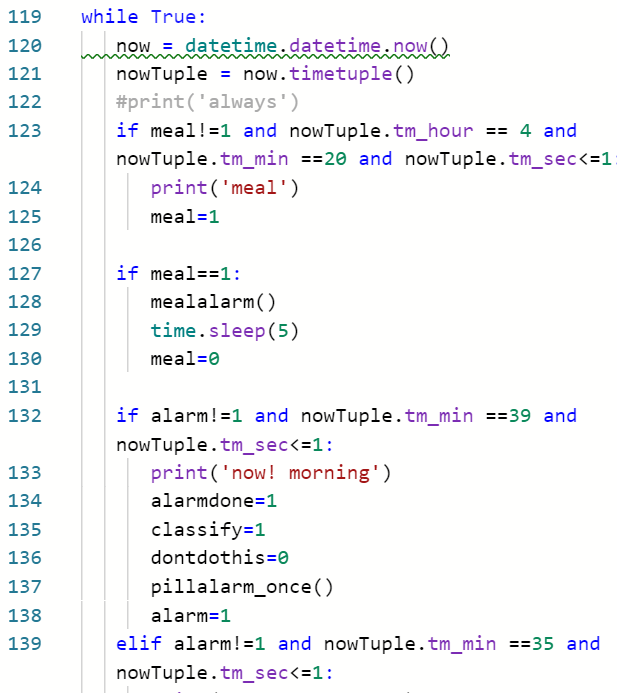 119 while True:
120 now = datetime.datetime.now()
121 nowTuple = now.timetuple()
122 #print('always')
123 if meal!=1 and nowTuple.tm_hour == 4 and
nowTuple.tm_min ==20 and nowTuple.tm_sec<=1:
124 print('meal')
125 meal=1
126
127 if meal==1:
128 mealalarm()
129 time.sleep(5)
130 meal=0
131
132 if alarm!=1 and nowTuple.tm_min ==39 and
nowTuple.tm_sec<=1:
133 print('now! morning')
134 alarmdone=1
135 classify=1
136 dontdothis=0
137 pillalarm_once()
138 alarm=1
139 elif alarm!=1 and nowTuple.tm_min ==35 and
nowTuple.tm_sec<=1: